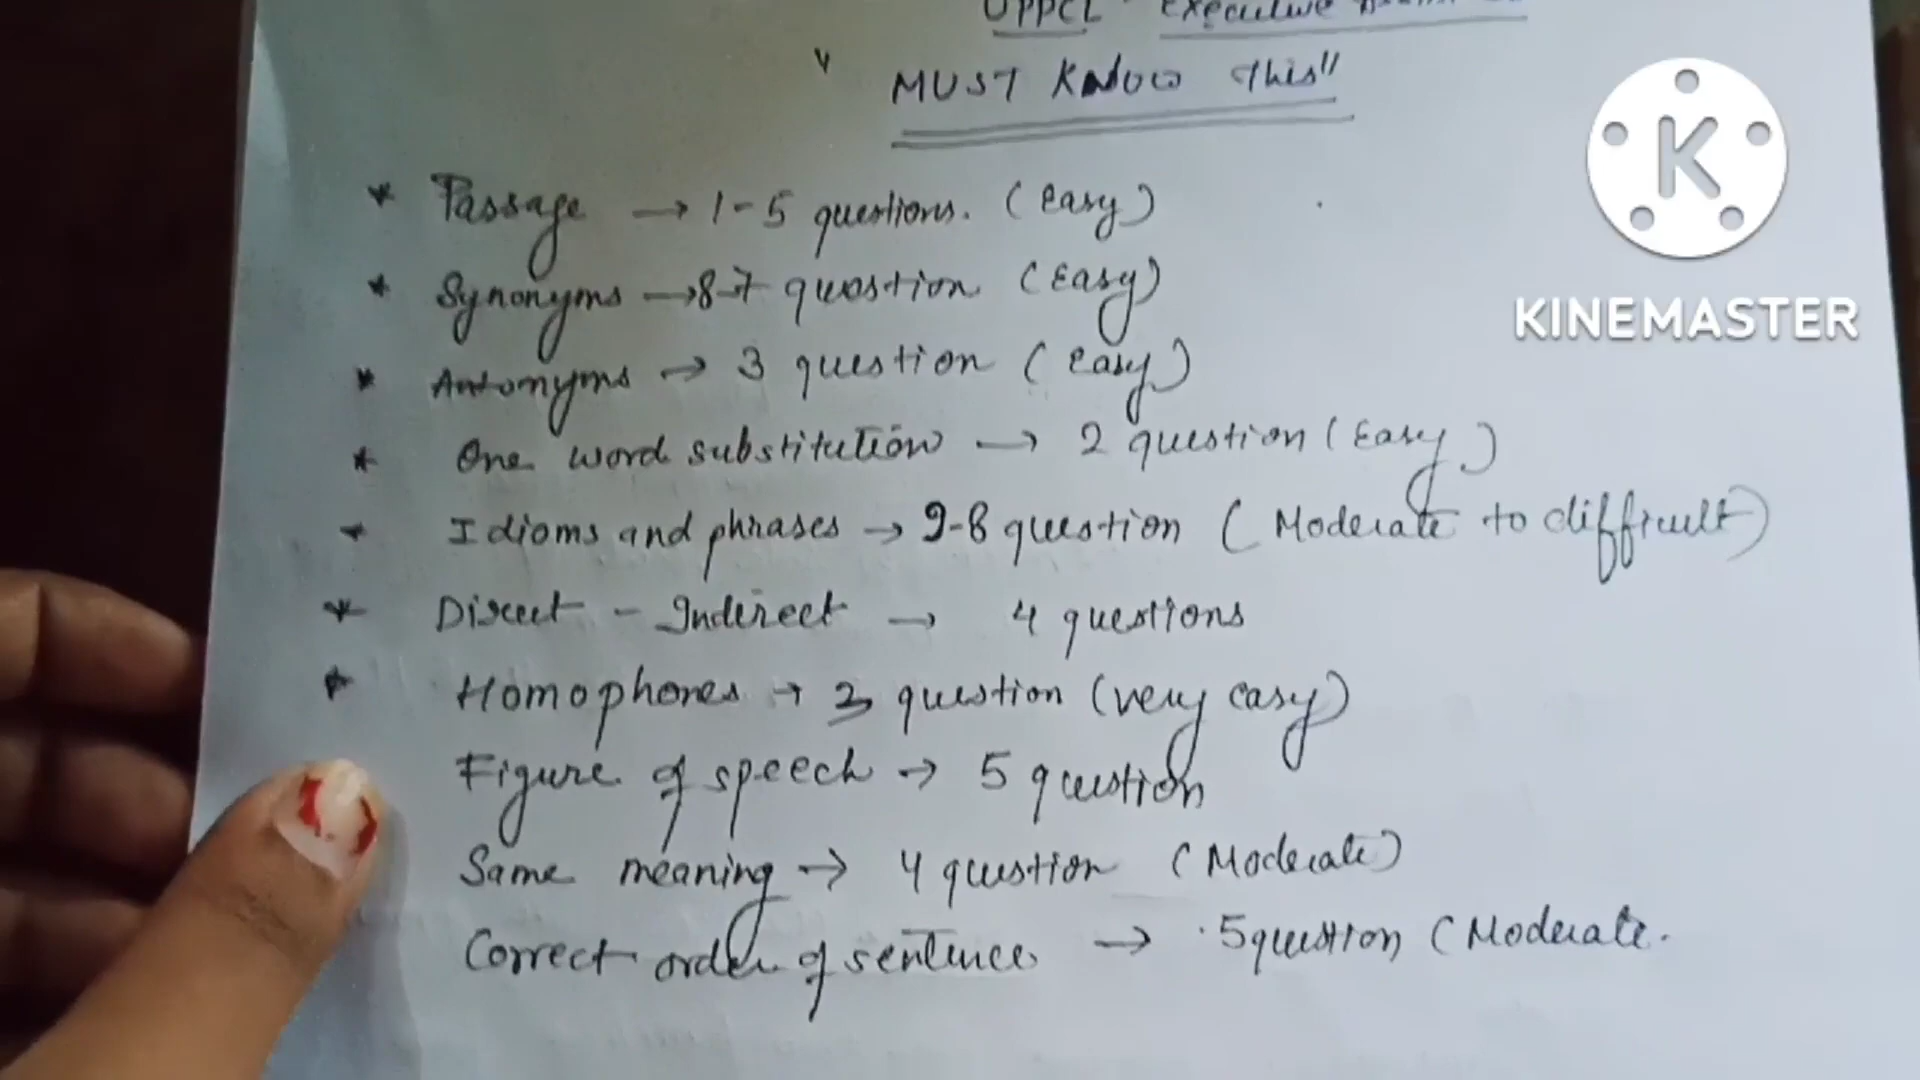 UPPCL Executive
"MUST KNOW This"
* Passage → 1-5 questions. (Easy)
* Synonyms → 8-7 question (Easy)
* Antonyms → 3 question (easy)
* One word substitution → 2 question (Easy)
* Idioms and phrases → 9-8 question (Moderate to difficult)
* Direct - Indirect → 4 questions
* Homophones → 3 question (very easy)
Figure of speech → 5 question
Same meaning → 4 question (Moderate)
Correct order of sentence → 5 question (Moderate.
K
KINEMASTER